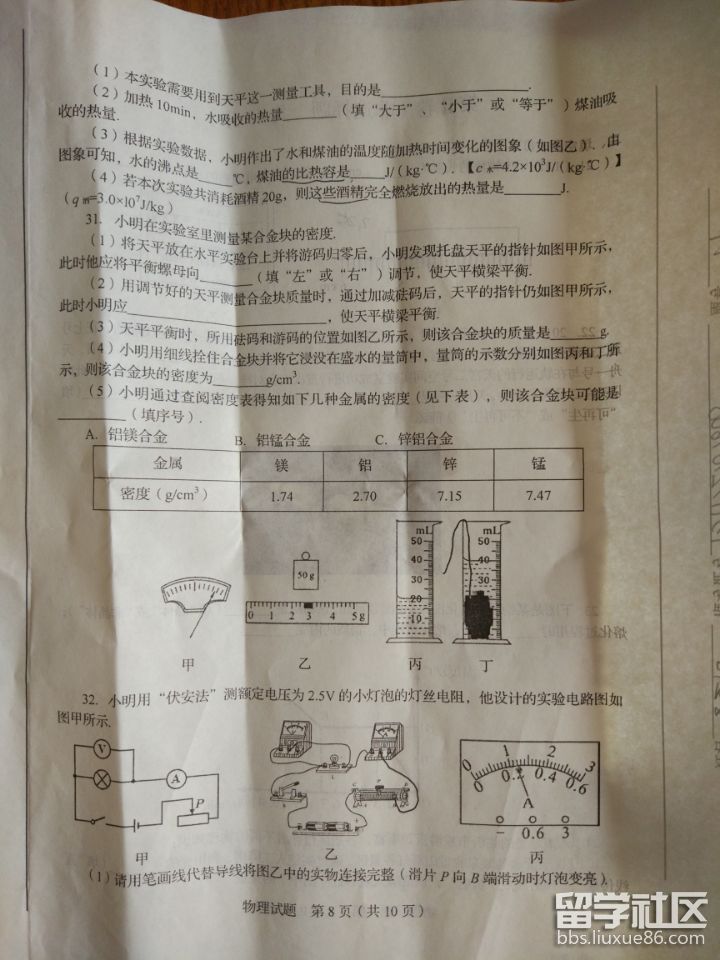 （1）本实验需要用到天平这一测量工具，目的是
（2）加热10min，水吸收的热量（填“大于”、“小于”或“等于”）煤油吸
收的热量.
（3）根据实验数据，小明作出了水和煤油的温度随加热时间变化的图象（如图乙）. 由
图象可知，水的沸点是℃，煤油的比热容是J/(kg·℃).【c水=4.2×10³J/(kg·℃)】
（4）若本次实验共消耗酒精20g，则这些酒精完全燃烧放出的热量是J.
(q酒精=3.0×10⁷J/kg)
31. 小明在实验室里测量某合金块的密度.
（1）将天平放在水平实验台上并将游码归零后，小明发现托盘天平的指针如图甲所示，
此时他应将平衡螺母向（填“左”或“右”）调节，使天平横梁平衡.
（2）用调节好的天平测量合金块质量时，通过加减砝码后，天平的指针仍如图甲所示，
此时小明应，使天平横梁平衡.
（3）天平平衡时，所用砝码和游码的位置如图乙所示，则该合金块的质量是g.
（4）小明用细线拴住合金块并将它浸没在盛水的量筒中，量筒的示数分别如图丙和丁所
示，则该合金块的密度为g/cm³.
（5）小明通过查阅密度表得知如下几种金属的密度（见下表），则该合金块可能是
（填序号）.
A. 铝镁合金 B. 铝锰合金 C. 锌铝合金
金属 镁 铝 锌 锰
密度（g/cm³） 1.74 2.70 7.15 7.47
50g
0 1 2 3 4 5g
mL
50
40
30
20
10
mL
50
40
30
甲 乙 丙 丁
32. 小明用“伏安法”测额定电压为2.5V的小灯泡的灯丝电阻，他设计的实验电路图如
图甲所示.
V
A
P
0 1 2 3
0 0.2 0.4 0.6
A
− 0.6 3
甲 乙 丙
（1）请用笔画线代替导线将图乙中的实物连接完整（滑片P向B端滑动时灯泡变亮）.
物理试题 第8页（共10页）
留学社区
bbs.liuxue86.com